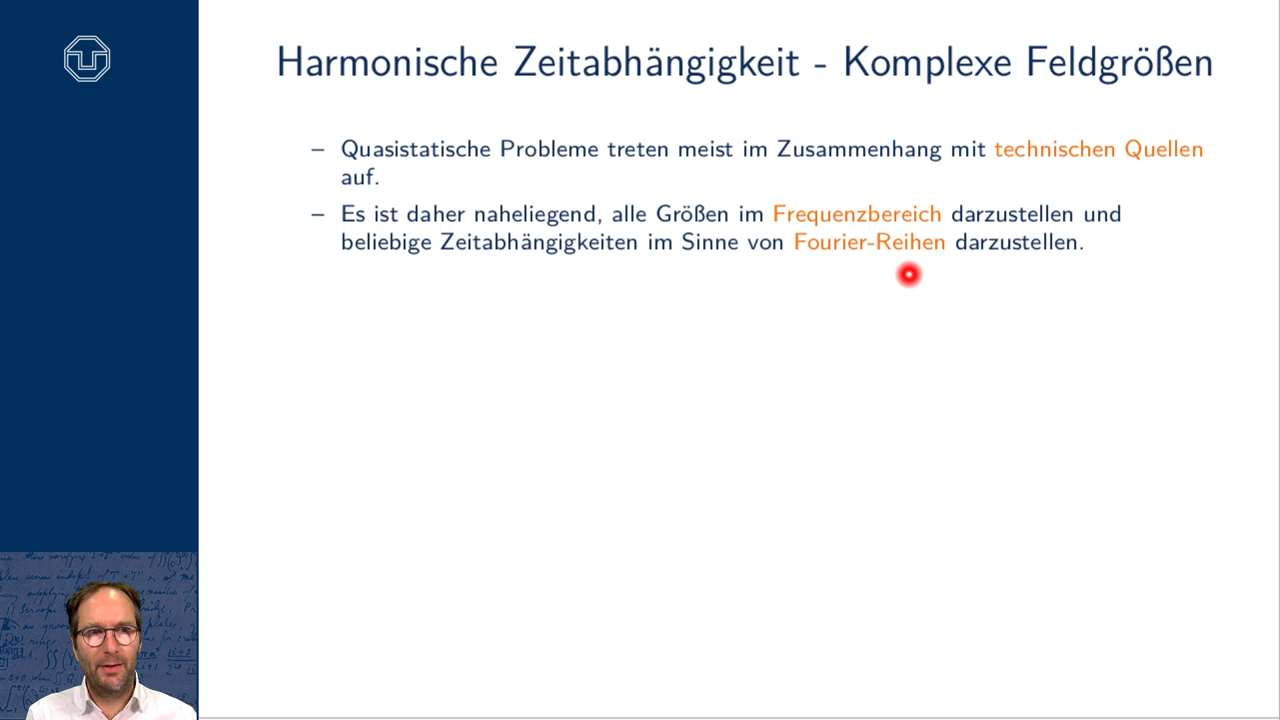 Harmonische Zeitabhängigkeit - Komplexe Feldgrößen
– Quasistatische Probleme treten meist im Zusammenhang mit technischen Quellen
auf.
– Es ist daher naheliegend, alle Größen im Frequenzbereich darzustellen und
beliebige Zeitabhängigkeiten im Sinne von Fourier-Reihen darzustellen.